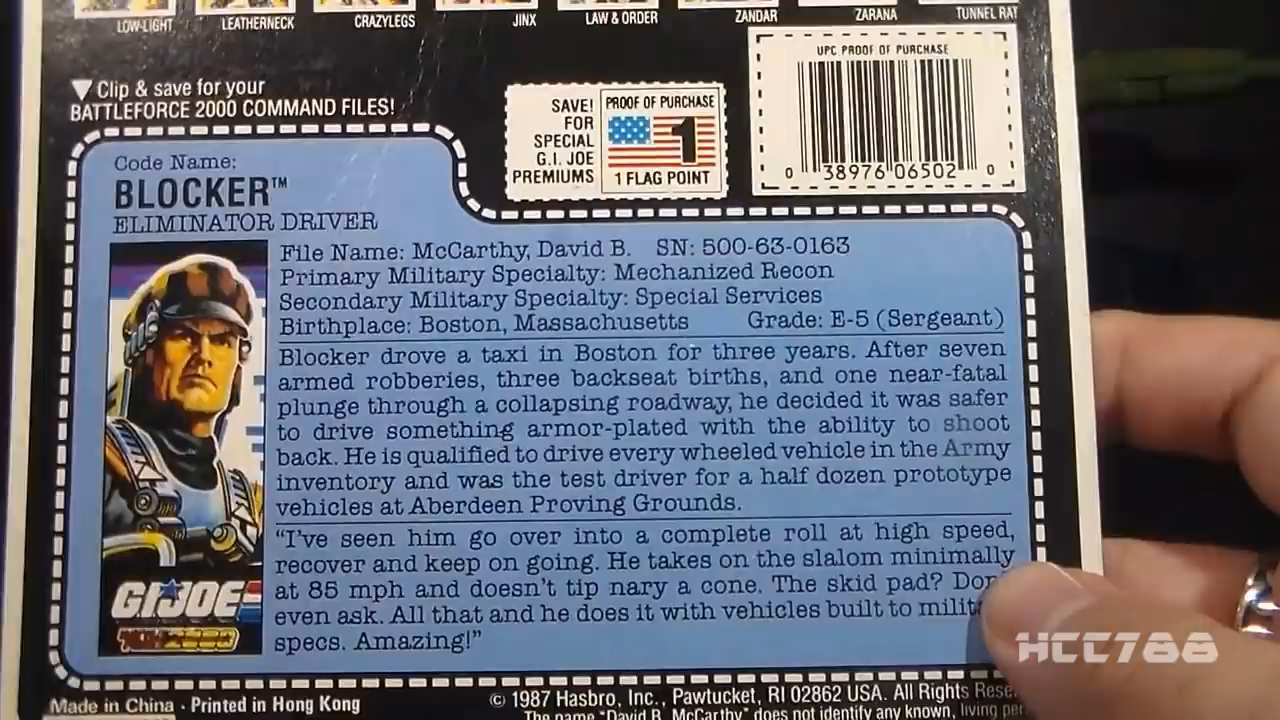 LOW-LIGHT LEATHERNECK CRAZYLEGS JINX LAW & ORDER ZANDAR ZARANA TUNNEL RAT
▼ Clip & save for your
BATTLEFORCE 2000 COMMAND FILES!
SAVE!
FOR
SPECIAL
G.I. JOE
PREMIUMS
PROOF OF PURCHASE
1
1 FLAG POINT
UPC PROOF OF PURCHASE
0 38976 06502 0
Code Name:
BLOCKER™
ELIMINATOR DRIVER
File Name: McCarthy, David B. SN: 500-63-0163
Primary Military Specialty: Mechanized Recon
Secondary Military Specialty: Special Services
Birthplace: Boston, Massachusetts Grade: E-5 (Sergeant)
Blocker drove a taxi in Boston for three years. After seven
armed robberies, three backseat births, and one near-fatal
plunge through a collapsing roadway, he decided it was safer
to drive something armor-plated with the ability to shoot
back. He is qualified to drive every wheeled vehicle in the Army
inventory and was the test driver for a half dozen prototype
vehicles at Aberdeen Proving Grounds.
"I've seen him go over into a complete roll at high speed,
recover and keep on going. He takes on the slalom minimally
at 85 mph and doesn't tip nary a cone. The skid pad?
even ask. All that and he does it with vehicles built to
specs. Amazing!"
GI JOE
HCC788
Made in China · Printed in Hong Kong
© 1987 Hasbro, Inc., Pawtucket, RI 02862 USA. All Rights
The name "David B. McCarthy" does not identify any known, living